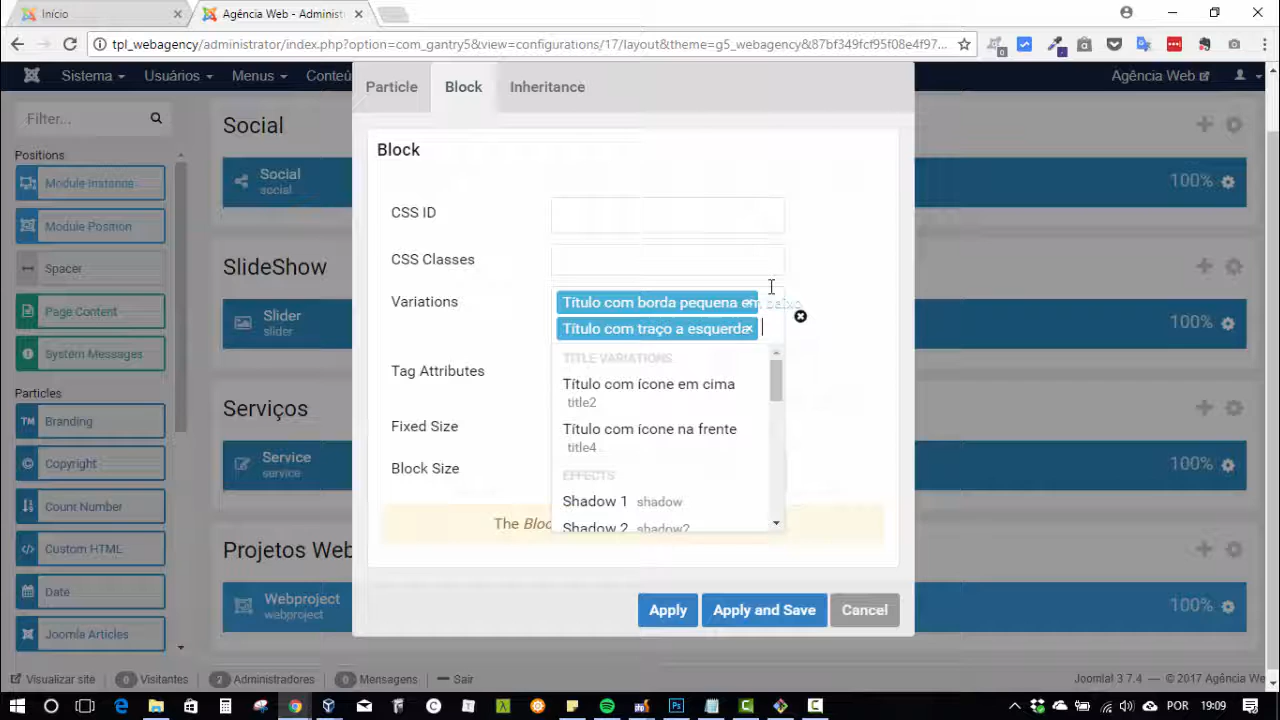 Início
Agência Web - Administ
tpl_webagency/administrator/index.php?option=com_gantry5&view=configurations/17/layout&theme=g5_webagency&87bf349fcf95f08e4f97...
Sistema
Usuários
Menus
Conteú
Agência Web
Particle
Block
Inheritance
Filter...
Positions
Module Instance
Module Position
Spacer
Page Content
System Messages
Particles
Branding
Copyright
Count Number
Custom HTML
Date
Joomla Articles
Social
Social
social
100%
SlideShow
Slider
slider
100%
Serviços
Service
service
100%
Projetos Web
Webproject
webproject
100%
Block
CSS ID
CSS Classes
Variations
Título com borda pequena em baixo
Título com traço a esquerda
Tag Attributes
Fixed Size
Block Size
TITLE VARIATIONS
Título com ícone em cima
title2
Título com ícone na frente
title4
EFFECTS
Shadow 1 shadow
Shadow 2 shadow2
The Bloc
Apply
Apply and Save
Cancel
Visualizar site
0 Visitantes
2 Administradores
0 Mensagens
Sair
Joomla! 3.7.4 — © 2017 Agência We
POR
19:09